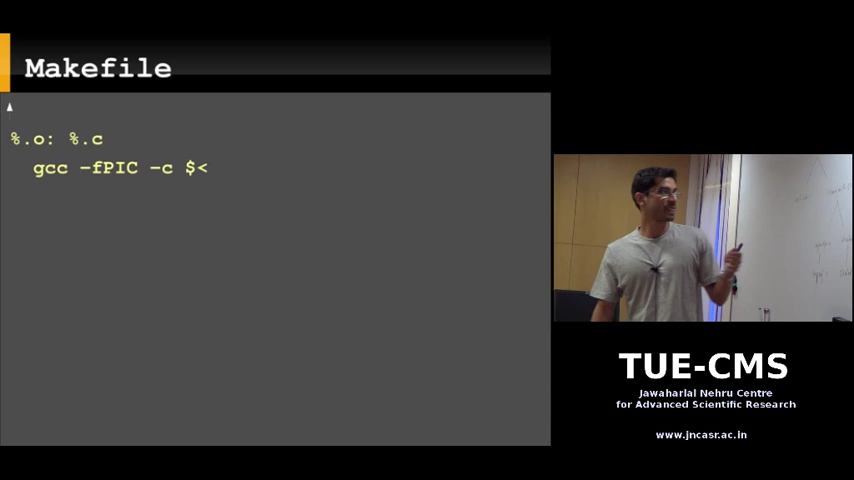 Makefile
%.o: %.c
gcc -fPIC -c $<
TUE-CMS
Jawaharlal Nehru Centre
for Advanced Scientific Research
www.jncasr.ac.in